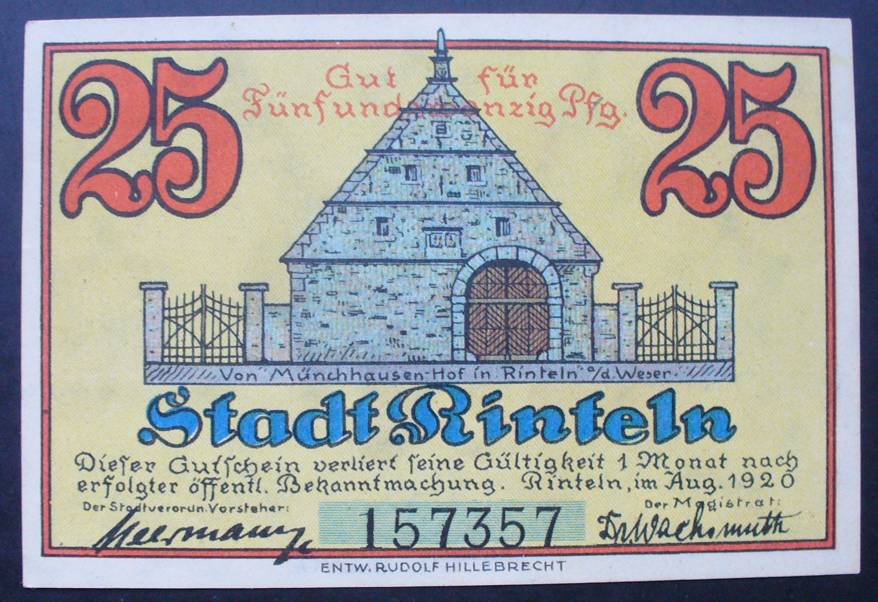 25
Gut für
Fünfundzwanzig Pfg.
25
Von Münchhausen-Hof in Rinteln a/d. Weser.
Stadt Rinteln
Dieser Gutschein verliert seine Gültigkeit 1 Monat nach
erfolgter öffentl. Bekanntmachung. Rinteln, im Aug. 1920
Der Stadtverordn. Vorsteher: Der Magistrat:
157357 Dr Wachsmuth
ENTW. RUDOLF HILLEBRECHT